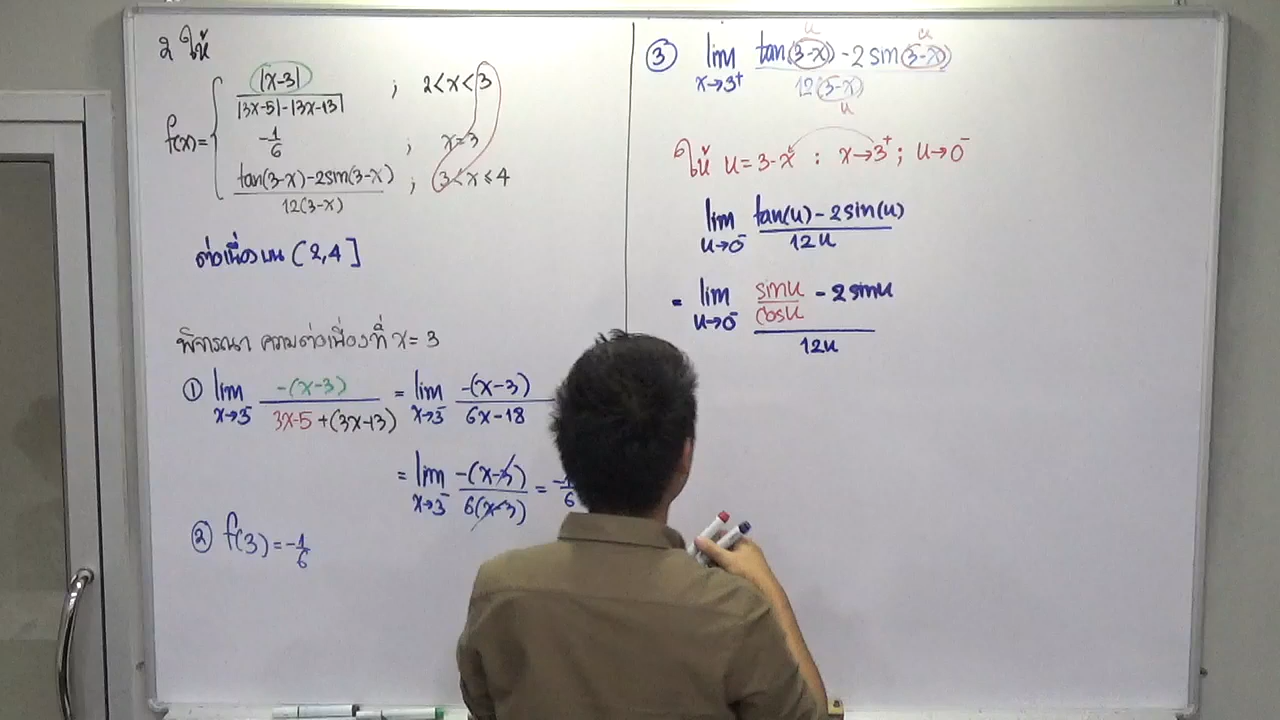 2 ให้
f(x)= { |x-3| / |3x-5|-|3x-13| ; 2<x<3
-1/6 ; x=3
tan(3-x)-2sin(3-x) / 12(3-x) ; 3<x≤4
ต่อเนื่องบน (2,4]
พิจารณา ความต่อเนื่องที่ x=3
① lim x→3⁻ -(x-3) / 3x-5+(3x-13) = lim x→3⁻ -(x-3) / 6x-18
= lim x→3⁻ -(x-3) / 6(x-3) = -1/6
② f(3)=-1/6
③ lim x→3⁺ tan(3-x)-2sin(3-x) / 12(3-x)
u u
u
ให้ u=3-x : x→3⁺ ; u→0⁻
lim u→0⁻ tan(u)-2sin(u) / 12u
= lim u→0⁻ sinu/cosu - 2sinu / 12u